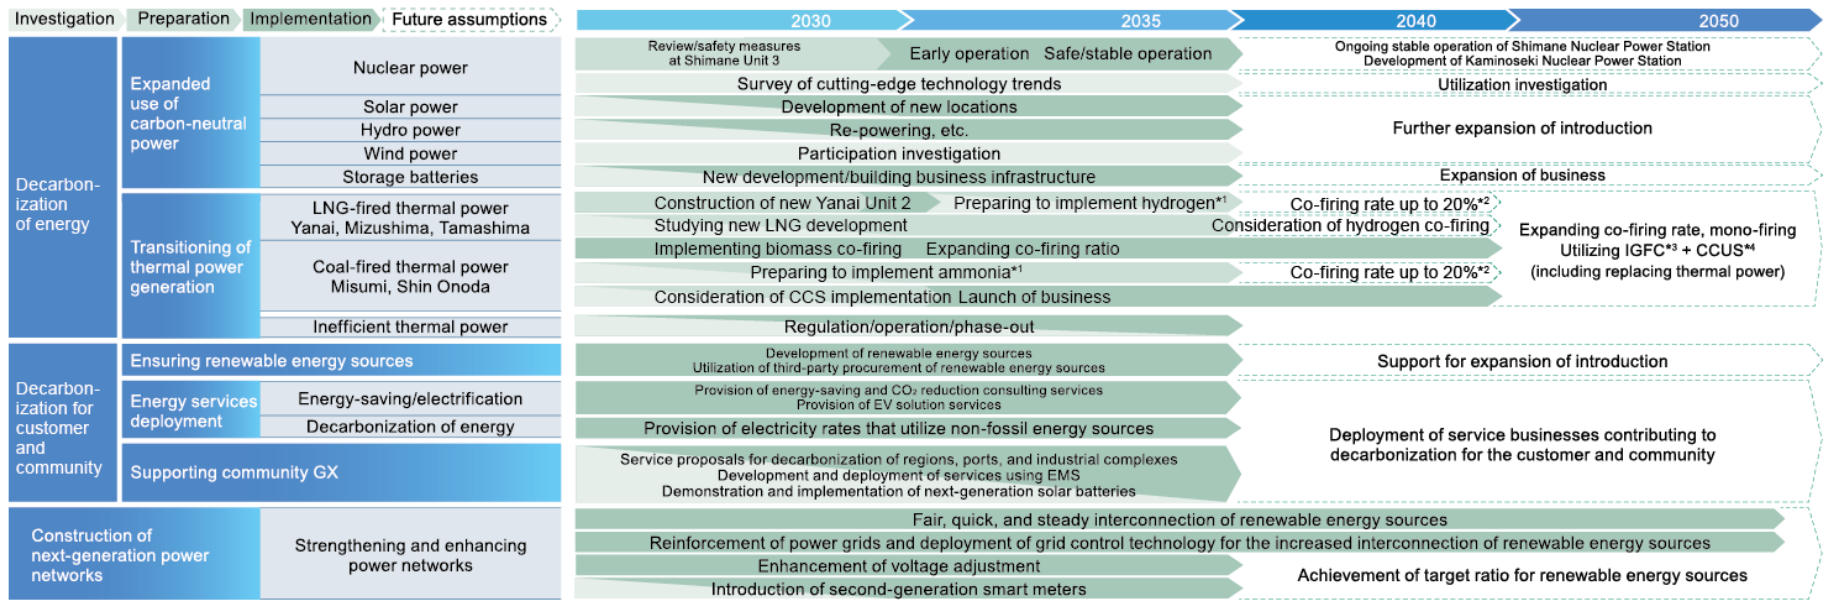 Investigation
Preparation
Implementation
Future assumptions
2030
2035
2040
2050
Decarbon-
ization
of energy
Expanded
use of
carbon-neutral
power
Nuclear power
Review/safety measures
at Shimane Unit 3
Early operation
Safe/stable operation
Ongoing stable operation of Shimane Nuclear Power Station
Development of Kaminoseki Nuclear Power Station
Survey of cutting-edge technology trends
Utilization investigation
Solar power
Development of new locations
Hydro power
Re-powering, etc.
Further expansion of introduction
Wind power
Participation investigation
Storage batteries
New development/building business infrastructure
Expansion of business
Transitioning of
thermal power
generation
LNG-fired thermal power
Yanai, Mizushima, Tamashima
Construction of new Yanai Unit 2
Preparing to implement hydrogen*1
Co-firing rate up to 20%*2
Studying new LNG development
Consideration of hydrogen co-firing
Coal-fired thermal power
Misumi, Shin Onoda
Implementing biomass co-firing
Expanding co-firing ratio
Preparing to implement ammonia*1
Co-firing rate up to 20%*2
Consideration of CCS implementation
Launch of business
Expanding co-firing rate, mono-firing
Utilizing IGFC*3 + CCUS*4
(including replacing thermal power)
Inefficient thermal power
Regulation/operation/phase-out
Decarbon-
ization for
customer
and
community
Ensuring renewable energy sources
Development of renewable energy sources
Utilization of third-party procurement of renewable energy sources
Support for expansion of introduction
Energy services
deployment
Energy-saving/electrification
Provision of energy-saving and CO₂ reduction consulting services
Provision of EV solution services
Decarbonization of energy
Provision of electricity rates that utilize non-fossil energy sources
Supporting community GX
Service proposals for decarbonization of regions, ports, and industrial complexes
Development and deployment of services using EMS
Demonstration and implementation of next-generation solar batteries
Deployment of service businesses contributing to
decarbonization for the customer and community
Construction of
next-generation power
networks
Strengthening and enhancing
power networks
Fair, quick, and steady interconnection of renewable energy sources
Reinforcement of power grids and deployment of grid control technology for the increased interconnection of renewable energy sources
Enhancement of voltage adjustment
Introduction of second-generation smart meters
Achievement of target ratio for renewable energy sources